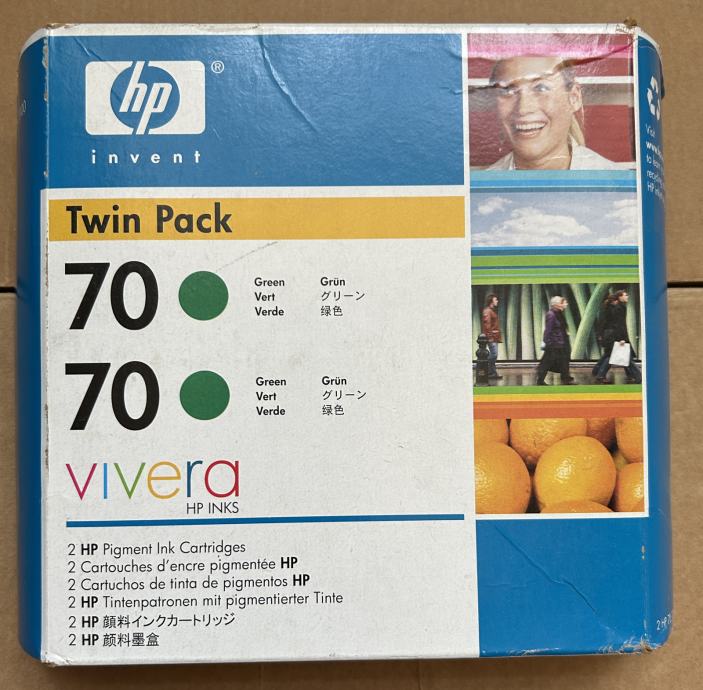 hp®
invent
Twin Pack
70
Green Grün
Vert グリーン
Verde 绿色
70
Green Grün
Vert グリーン
Verde 绿色
vivera
HP INKS
2 HP Pigment Ink Cartridges
2 Cartouches d'encre pigmentée HP
2 Cartuchos de tinta de pigmentos HP
2 HP Tintenpatronen mit pigmentierter Tinte
2 HP 顔料インクカートリッジ
2 HP 颜料墨盒
Visit
2 HP